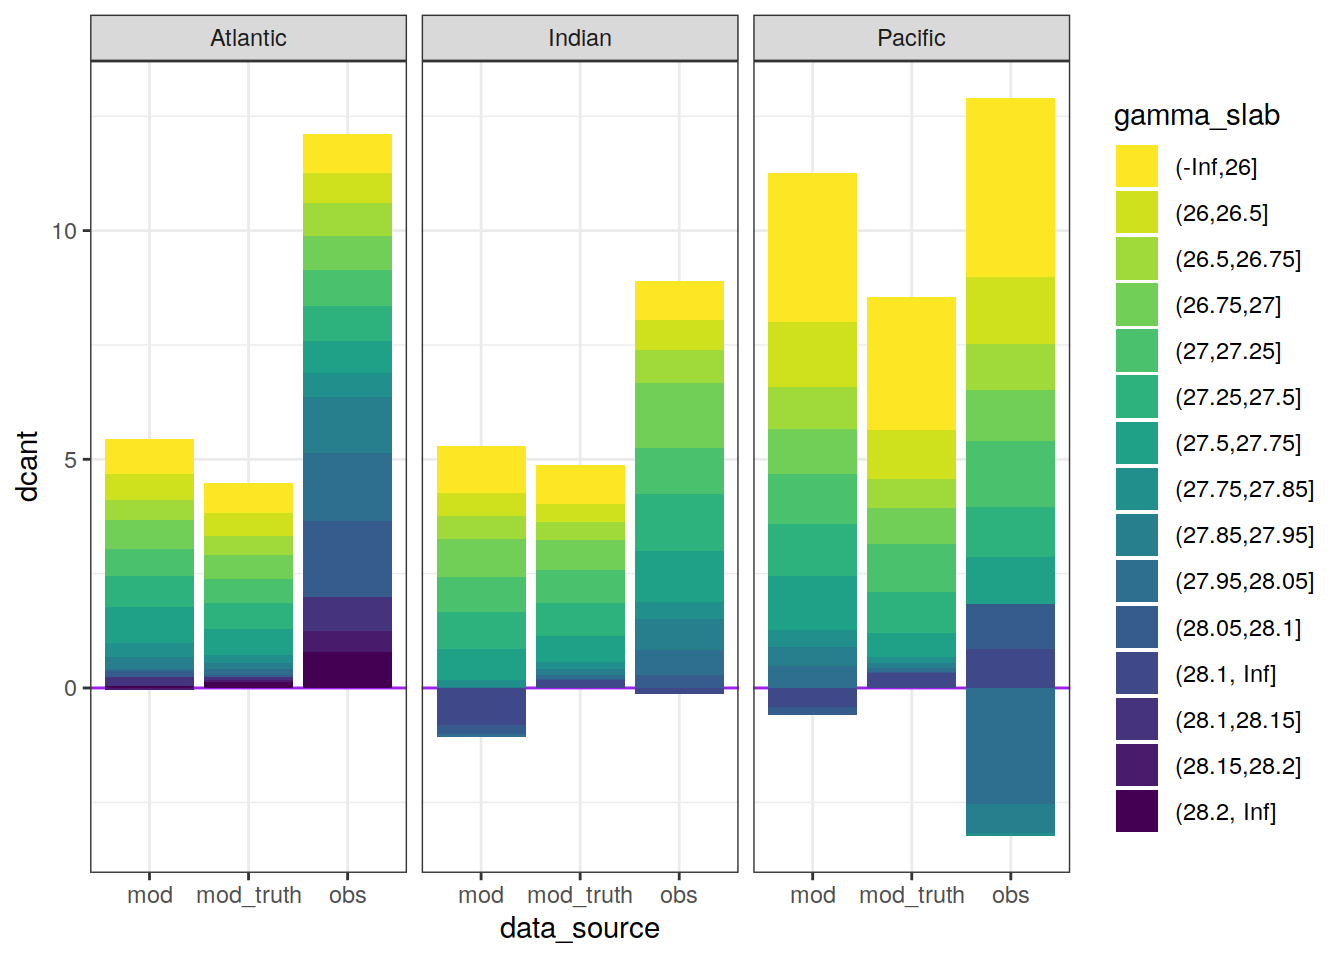 Atlantic Indian Pacific
gamma_slab
(-Inf,26]
(26,26.5]
(26.5,26.75]
(26.75,27]
(27,27.25]
(27.25,27.5]
(27.5,27.75]
(27.75,27.85]
(27.85,27.95]
(27.95,28.05]
(28.05,28.1]
(28.1, Inf]
(28.1,28.15]
(28.15,28.2]
(28.2, Inf]
dcant
10
5
0
mod mod_truth obs mod mod_truth obs mod mod_truth obs
data_source